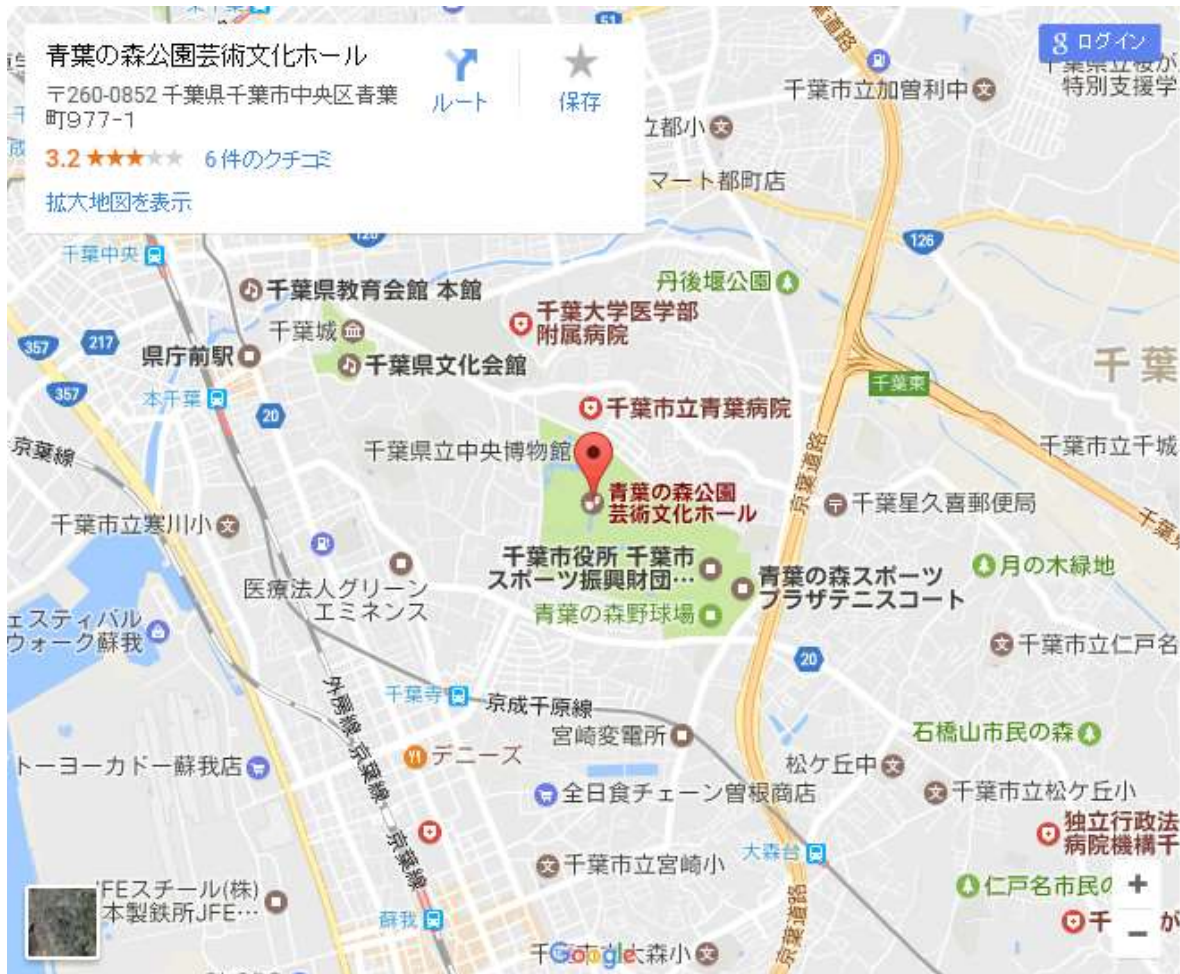 51
青葉の森公園芸術文化ホール
〒260-0852 千葉県千葉市中央区青葉
町977-1
3.2
6 件のクチコミ
拡大地図を表示
ルート
保存
g ログイン
京葉道路
特別支援学
千葉市立加曽利中
立都小
マート都町店
126
千葉中央
千葉県教育会館 本館
丹後堰公園
千葉大学医学部
附属病院
千葉城
217
357
県庁前駅
千葉県文化会館
千葉
千葉東
357
本千葉
20
千葉市立青葉病院
京葉線
千葉県立中央博物館
千葉市立千城
京葉道路
青葉の森公園
芸術文化ホール
千葉星久喜郵便局
千葉市立寒川小
千葉市役所 千葉市
スポーツ振興財団…
月の木緑地
医療法人グリーン
エミネンス
青葉の森スポーツ
プラザテニスコート
青葉の森野球場
ェスティバル
ウォーク蘇我
千葉市立仁戸名
20
千葉寺
京成千原線
外房線
京葉線
宮崎変電所
石橋山市民の森
デニーズ
トーヨーカドー蘇我店
松ケ丘中
全日食チェーン曽根商店
千葉市立松ケ丘小
独立行政法
病院機構千
京葉線
大森台
千葉市立宮崎小
仁戸名市民の
FEスチール(株)
本製鉄所JFE…
蘇我
京葉道路
千
が
Google
大森小
+
−